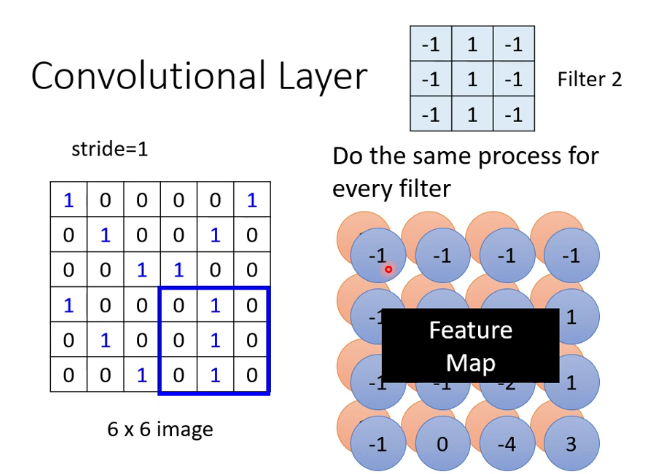 -1 1 -1
Convolutional Layer
-1 1 -1
Filter 2
-1 1 -1
stride=1
Do the same process for
every filter
1 0 0 0 0 1
0 1 0 0 1 0
0 0 1 1 0 0
1 0 0 0 1 0
0 1 0 0 1 0
0 0 1 0 1 0
6 x 6 image
-1 -1 -1 -1
1
Feature
Map
-1 -1 -2 1
-1 0 -4 3